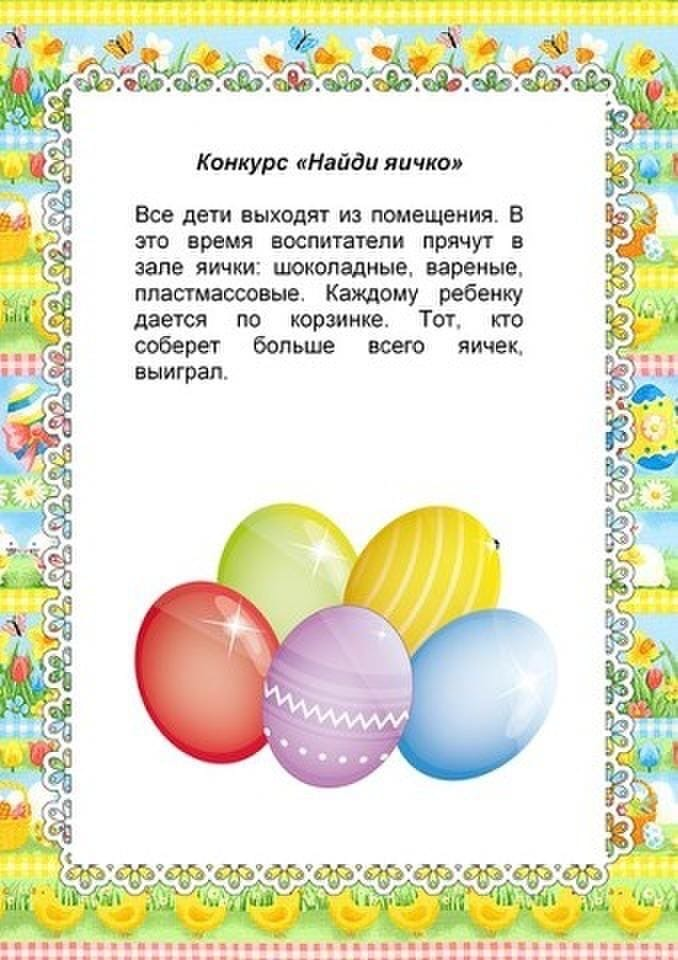 Конкурс «Найди яичко»
Все дети выходят из помещения. В
это время воспитатели прячут в
зале яички: шоколадные, вареные,
пластмассовые. Каждому ребенку
дается по корзинке. Тот, кто
соберет больше всего яичек,
выиграл.